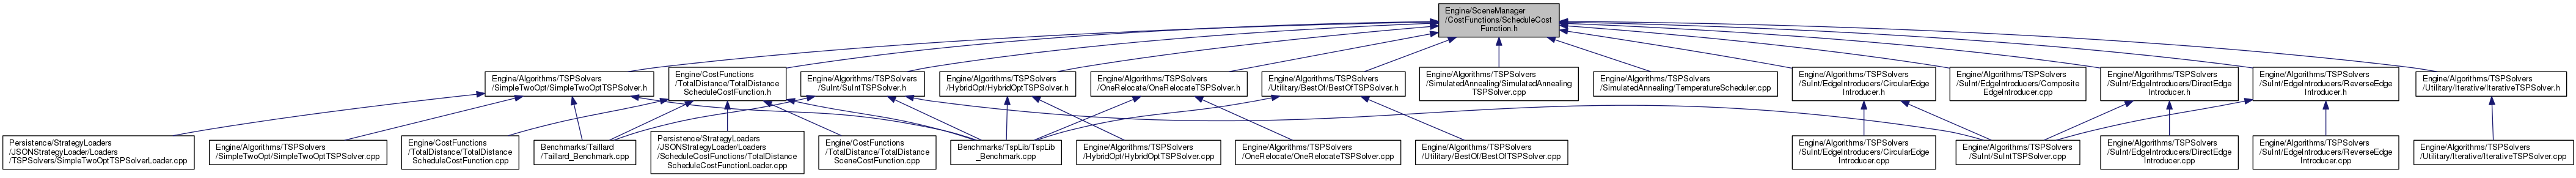 Engine/SceneManager
/CostFunctions/ScheduleCost
Function.h
Engine/Algorithms/TSPSolvers
/SimpleTwoOpt/SimpleTwoOptTSPSolver.h
Engine/CostFunctions
/TotalDistance/TotalDistance
ScheduleCostFunction.h
Engine/Algorithms/TSPSolvers
/SuInt/SuIntTSPSolver.h
Engine/Algorithms/TSPSolvers
/HybridOpt/HybridOptTSPSolver.h
Engine/Algorithms/TSPSolvers
/OneRelocate/OneRelocateTSPSolver.h
Engine/Algorithms/TSPSolvers
/Utilitary/BestOf/BestOfTSPSolver.h
Engine/Algorithms/TSPSolvers
/SimulatedAnnealing/SimulatedAnnealing
TSPSolver.cpp
Engine/Algorithms/TSPSolvers
/SimulatedAnnealing/TemperatureScheduler.cpp
Engine/Algorithms/TSPSolvers
/SuInt/EdgeIntroducers/CircularEdge
Introducer.h
Engine/Algorithms/TSPSolvers
/SuInt/EdgeIntroducers/Composite
EdgeIntroducer.cpp
Engine/Algorithms/TSPSolvers
/SuInt/EdgeIntroducers/DirectEdge
Introducer.h
Engine/Algorithms/TSPSolvers
/SuInt/EdgeIntroducers/ReverseEdge
Introducer.h
Engine/Algorithms/TSPSolvers
/Utilitary/Iterative/IterativeTSPSolver.h
Persistence/StrategyLoaders
/JSONStrategyLoader/Loaders
/TSPSolvers/SimpleTwoOptTSPSolverLoader.cpp
Engine/Algorithms/TSPSolvers
/SimpleTwoOpt/SimpleTwoOptTSPSolver.cpp
Engine/CostFunctions
/TotalDistance/TotalDistance
ScheduleCostFunction.cpp
Benchmarks/Taillard
/Taillard_Benchmark.cpp
Persistence/StrategyLoaders
/JSONStrategyLoader/Loaders
/ScheduleCostFunctions/TotalDistance
ScheduleCostFunctionLoader.cpp
Engine/CostFunctions
/TotalDistance/TotalDistance
SceneCostFunction.cpp
Benchmarks/TspLib/TspLib
_Benchmark.cpp
Engine/Algorithms/TSPSolvers
/HybridOpt/HybridOptTSPSolver.cpp
Engine/Algorithms/TSPSolvers
/OneRelocate/OneRelocateTSPSolver.cpp
Engine/Algorithms/TSPSolvers
/Utilitary/BestOf/BestOfTSPSolver.cpp
Engine/Algorithms/TSPSolvers
/SuInt/EdgeIntroducers/CircularEdge
Introducer.cpp
Engine/Algorithms/TSPSolvers
/SuInt/SuIntTSPSolver.cpp
Engine/Algorithms/TSPSolvers
/SuInt/EdgeIntroducers/DirectEdge
Introducer.cpp
Engine/Algorithms/TSPSolvers
/SuInt/EdgeIntroducers/ReverseEdge
Introducer.cpp
Engine/Algorithms/TSPSolvers
/Utilitary/Iterative/IterativeTSPSolver.cpp